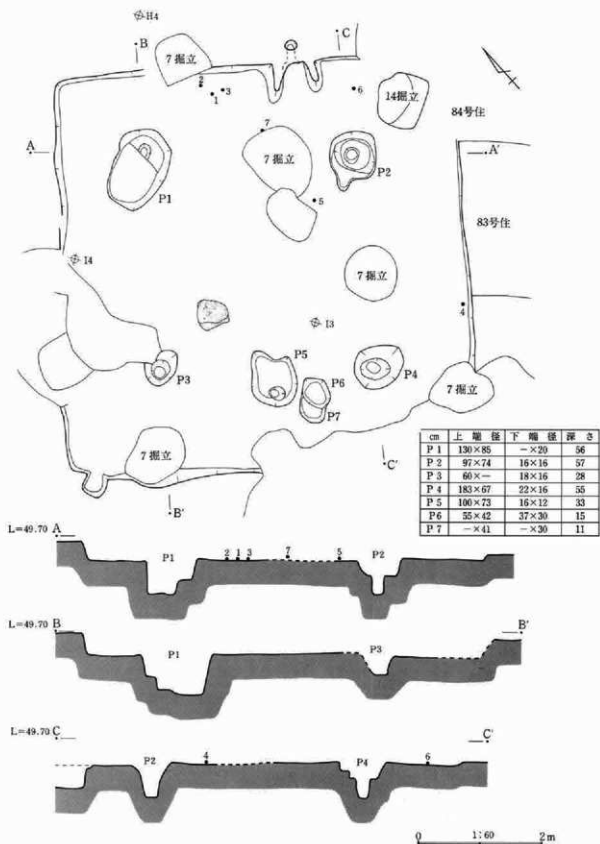 H4
B
C
7掘立
2
3
1
6
14掘立
84号住
A
7
7掘立
P2
A'
P1
5
83号住
I4
7掘立
4
I3
P5
P3
P6
P4
P7
7掘立
7掘立
C'
B'
cm 上端径 下端径 深さ
P1 130×85 −×20 56
P2 97×74 16×16 57
P3 60×− 18×16 28
P4 183×67 22×16 55
P5 100×73 16×12 33
P6 55×42 37×30 15
P7 −×41 −×30 11
L=49.70 A
P1 2 1 3 7 5 P2
L=49.70 B B'
P1 P3
L=49.70 C C'
P2 4 P4 6
0 1:60 2m